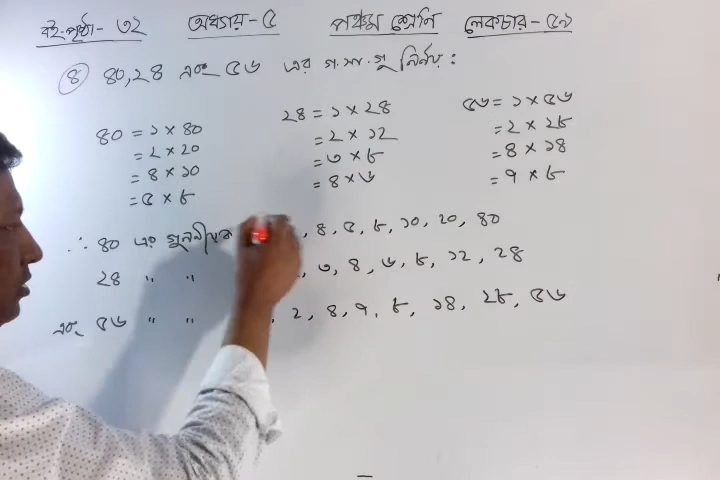 বই-পৃষ্ঠা - ৩২ অধ্যায় - ৫ পঞ্চম শ্রেণি লেকচার - ৫৯
৪ ৪০, ২৪ এবং ৫৬ এর গ.সা.গু নির্ণয় :
৪০ = ১ × ৪০ ২৪ = ১ × ২৪ ৫৬ = ১ × ৫৬
= ২ × ২০ = ২ × ১২ = ২ × ২৮
= ৪ × ১০ = ৩ × ৮ = ৪ × ১৪
= ৫ × ৮ = ৪ × ৬ = ৭ × ৮
∴ ৪০ এর গুণনীয়ক , ৪, ৫, ৮, ১০, ২০, ৪০
২৪ " " , ৩, ৪, ৬, ৮, ১২, ২৪
এবং ৫৬ " " , ২, ৪, ৭, ৮, ১৪, ২৮, ৫৬